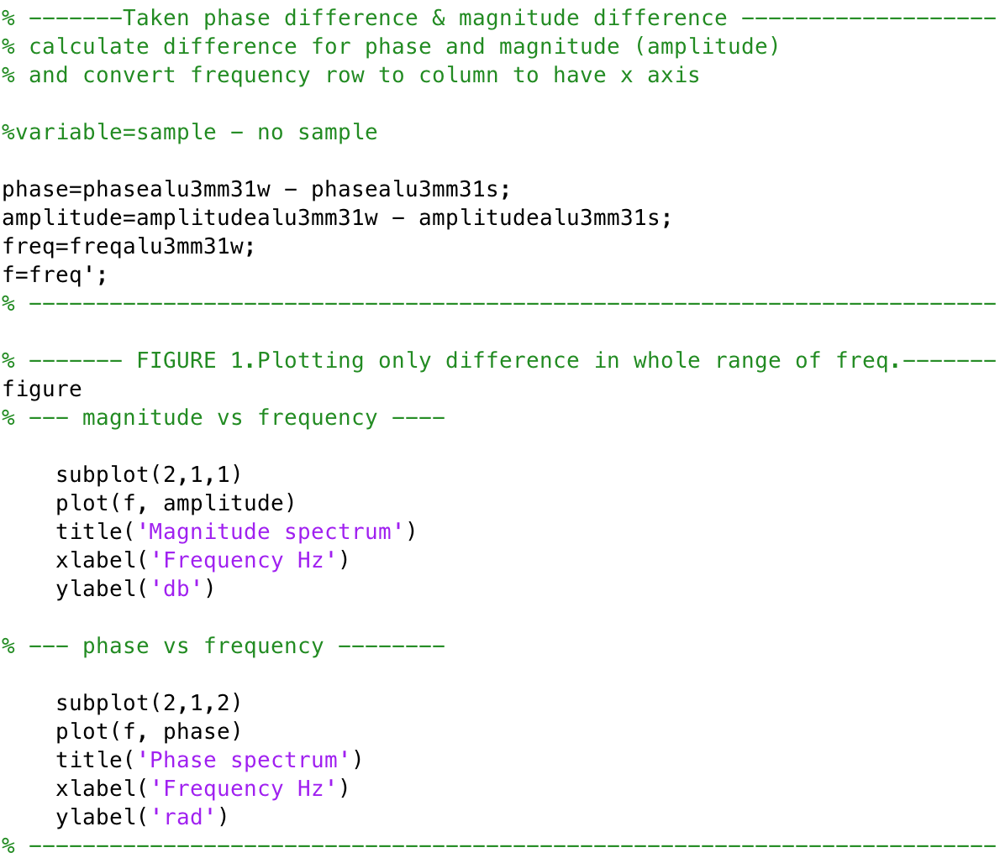 % -------Taken phase difference & magnitude difference -------------------
% calculate difference for phase and magnitude (amplitude)
% and convert frequency row to column to have x axis
%variable=sample - no sample
phase=phasealu3mm31w - phasealu3mm31s;
amplitude=amplitudealu3mm31w - amplitudealu3mm31s;
freq=freqalu3mm31w;
f=freq';
% ------------------------------------------------------------------------
% ------- FIGURE 1.Plotting only difference in whole range of freq.-------
figure
% --- magnitude vs frequency ----
subplot(2,1,1)
plot(f, amplitude)
title('Magnitude spectrum')
xlabel('Frequency Hz')
ylabel('db')
% --- phase vs frequency --------
subplot(2,1,2)
plot(f, phase)
title('Phase spectrum')
xlabel('Frequency Hz')
ylabel('rad')
% ------------------------------------------------------------------------